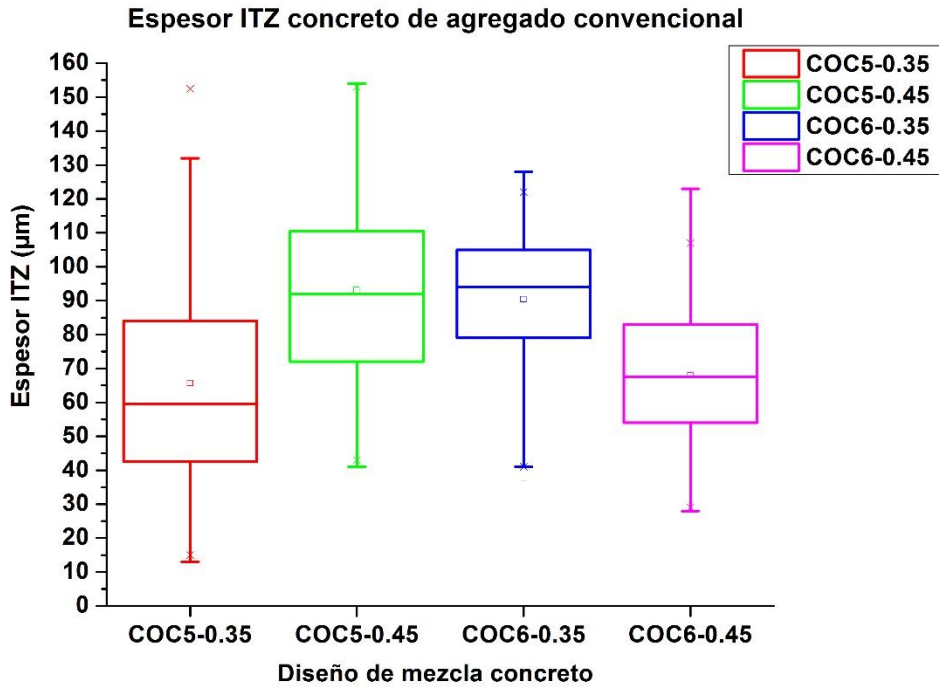 Espesor ITZ concreto de agregado convencional
COC5-0.35
COC5-0.45
COC6-0.35
COC6-0.45
Espesor ITZ (µm)
160
150
140
130
120
110
100
90
80
70
60
50
40
30
20
10
0
COC5-0.35 COC5-0.45 COC6-0.35 COC6-0.45
Diseño de mezcla concreto